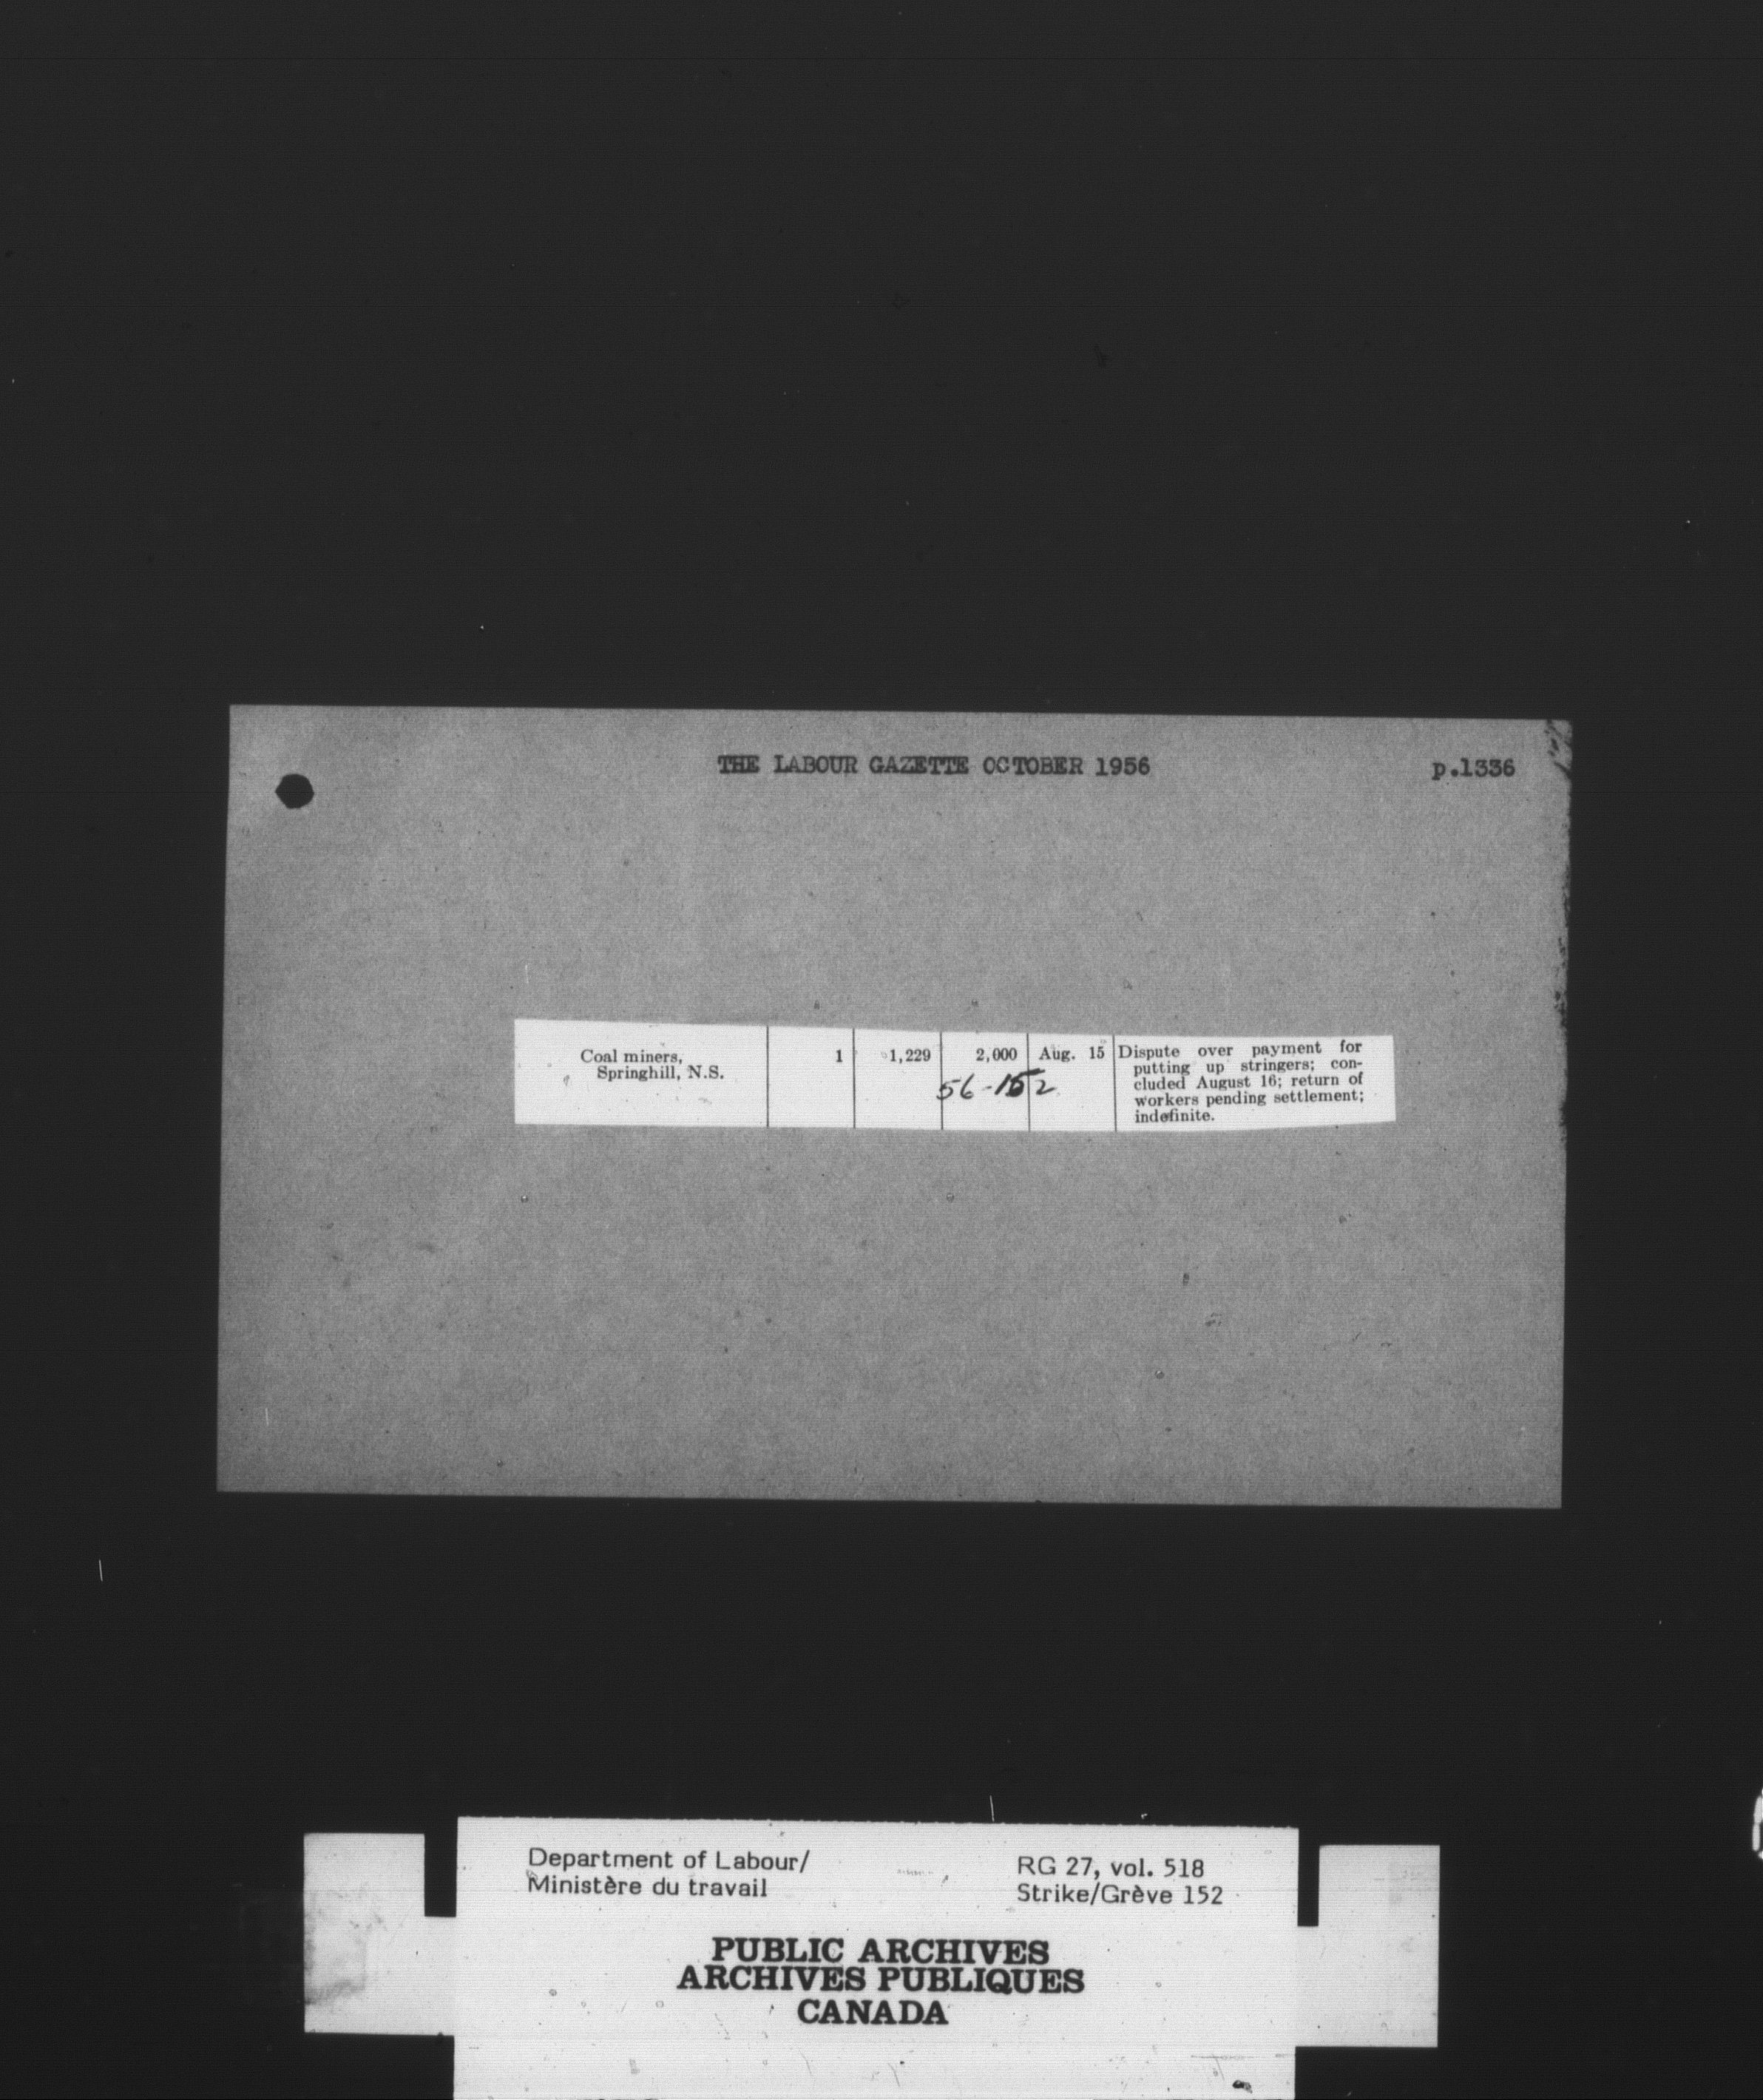 THE LABOUR GAZETTE OCTOBER 1956 p.1336
Coal miners, 1 1,229 2,000 Aug. 15 Dispute over payment for
Springhill, N.S. putting up stringers; con-
56-152 cluded August 16; return of
workers pending settlement;
indefinite.
Department of Labour/ RG 27, vol. 518
Ministère du travail Strike/Grève 152
PUBLIC ARCHIVES
ARCHIVES PUBLIQUES
CANADA